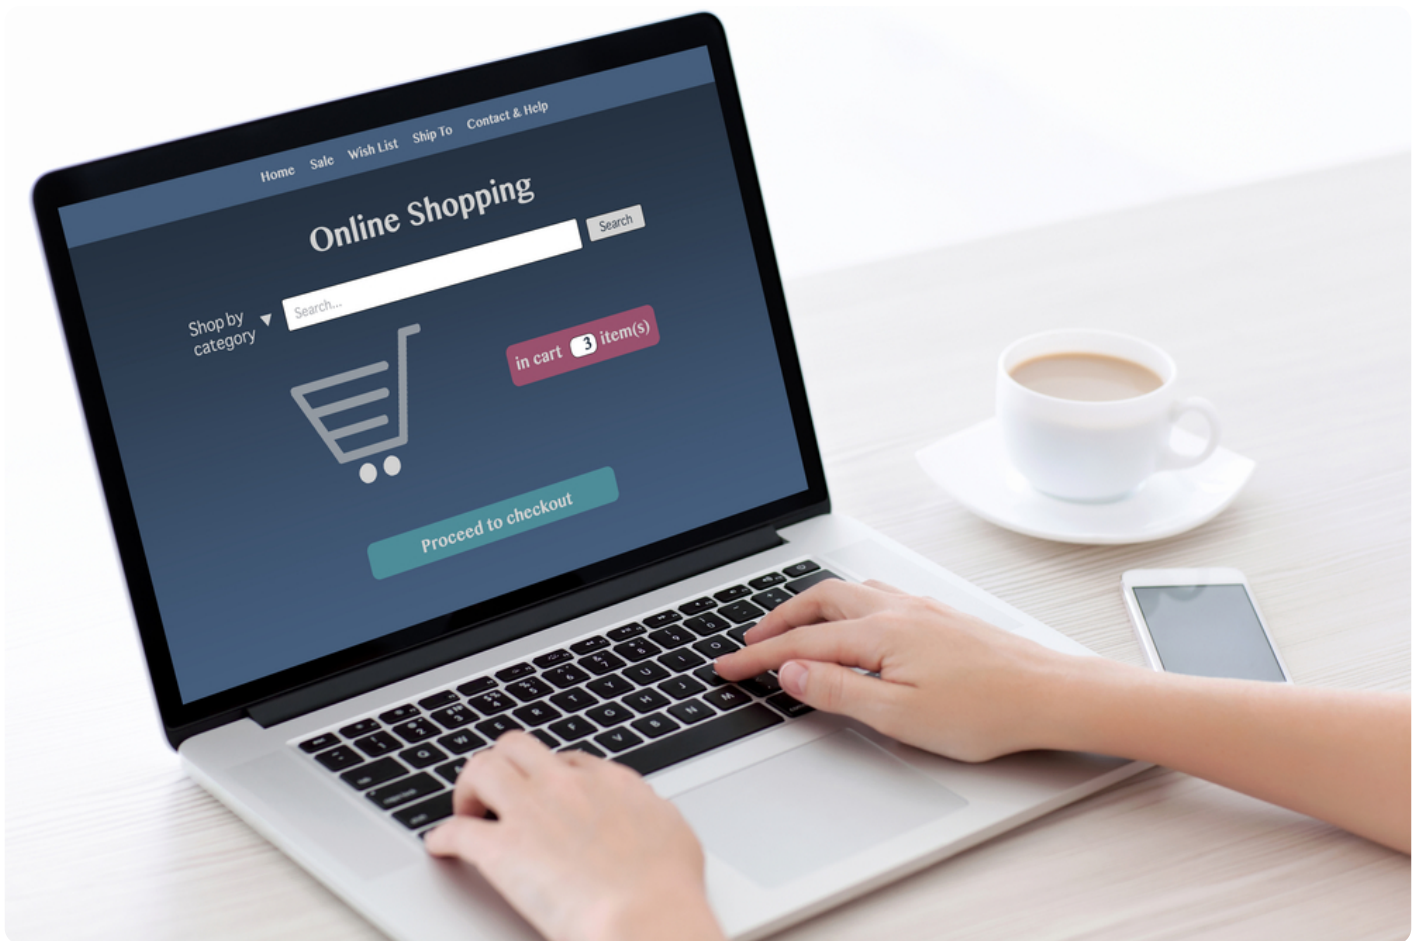 Home Sale Wish List Ship To Contact & Help
Online Shopping
Search... Search
Shop by
category ▼
in cart 3 item(s)
Proceed to checkout